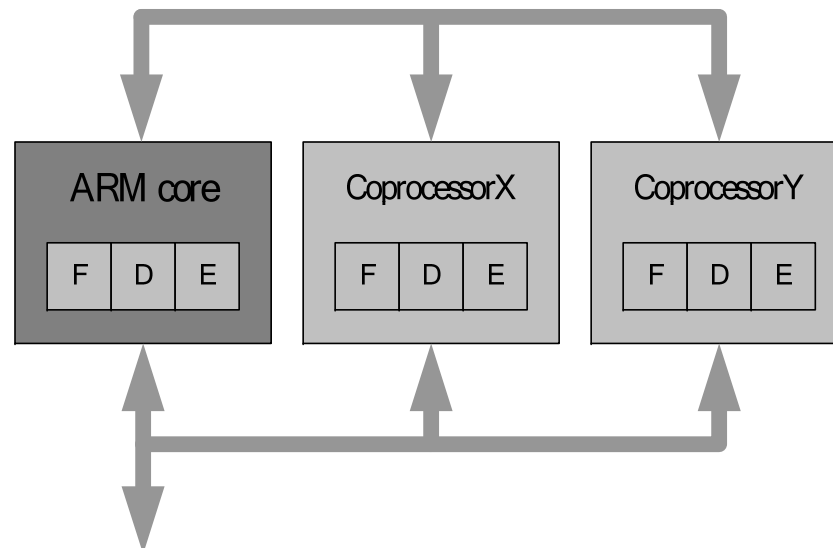 ARM core
F D E
CoprocessorX
F D E
CoprocessorY
F D E